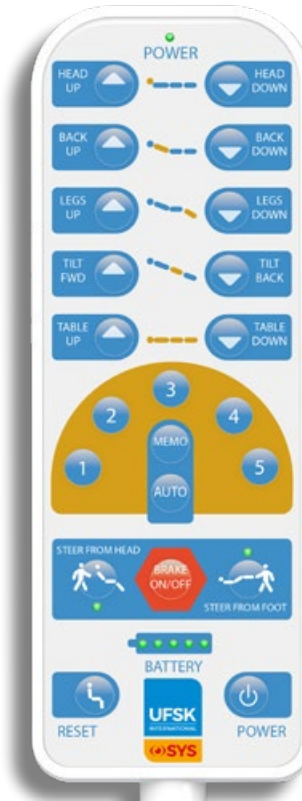 POWER
HEAD UP
HEAD DOWN
BACK UP
BACK DOWN
LEGS UP
LEGS DOWN
TILT FWD
TILT BACK
TABLE UP
TABLE DOWN
3
2
4
MEMO
1
5
AUTO
STEER FROM HEAD
BRAKE
ON/OFF
STEER FROM FOOT
BATTERY
RESET
UFSK
INTERNATIONAL
OSYS
POWER